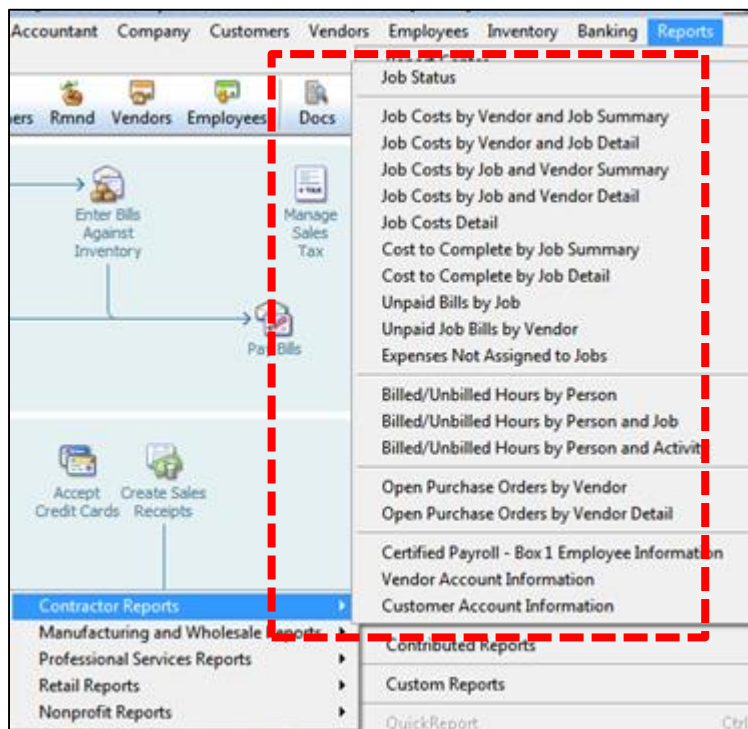 Accountant Company Customers Vendors Employees Inventory Banking Reports
Job Status
ers Rmnd Vendors Employees Docs
Job Costs by Vendor and Job Summary
Job Costs by Vendor and Job Detail
Job Costs by Job and Vendor Summary
Job Costs by Job and Vendor Detail
Job Costs Detail
Cost to Complete by Job Summary
Cost to Complete by Job Detail
Unpaid Bills by Job
Unpaid Job Bills by Vendor
Expenses Not Assigned to Jobs
Billed/Unbilled Hours by Person
Billed/Unbilled Hours by Person and Job
Billed/Unbilled Hours by Person and Activity
Open Purchase Orders by Vendor
Open Purchase Orders by Vendor Detail
Certified Payroll - Box 1 Employee Information
Vendor Account Information
Customer Account Information
+ TAX
Enter Bills
Against
Inventory
Manage
Sales
Tax
Pay Bills
Accept
Credit Cards
Create Sales
Receipts
Contractor Reports
Manufacturing and Wholesale Reports
Professional Services Reports
Retail Reports
Nonprofit Reports
Contributed Reports
Custom Reports
QuickReport Ctrl